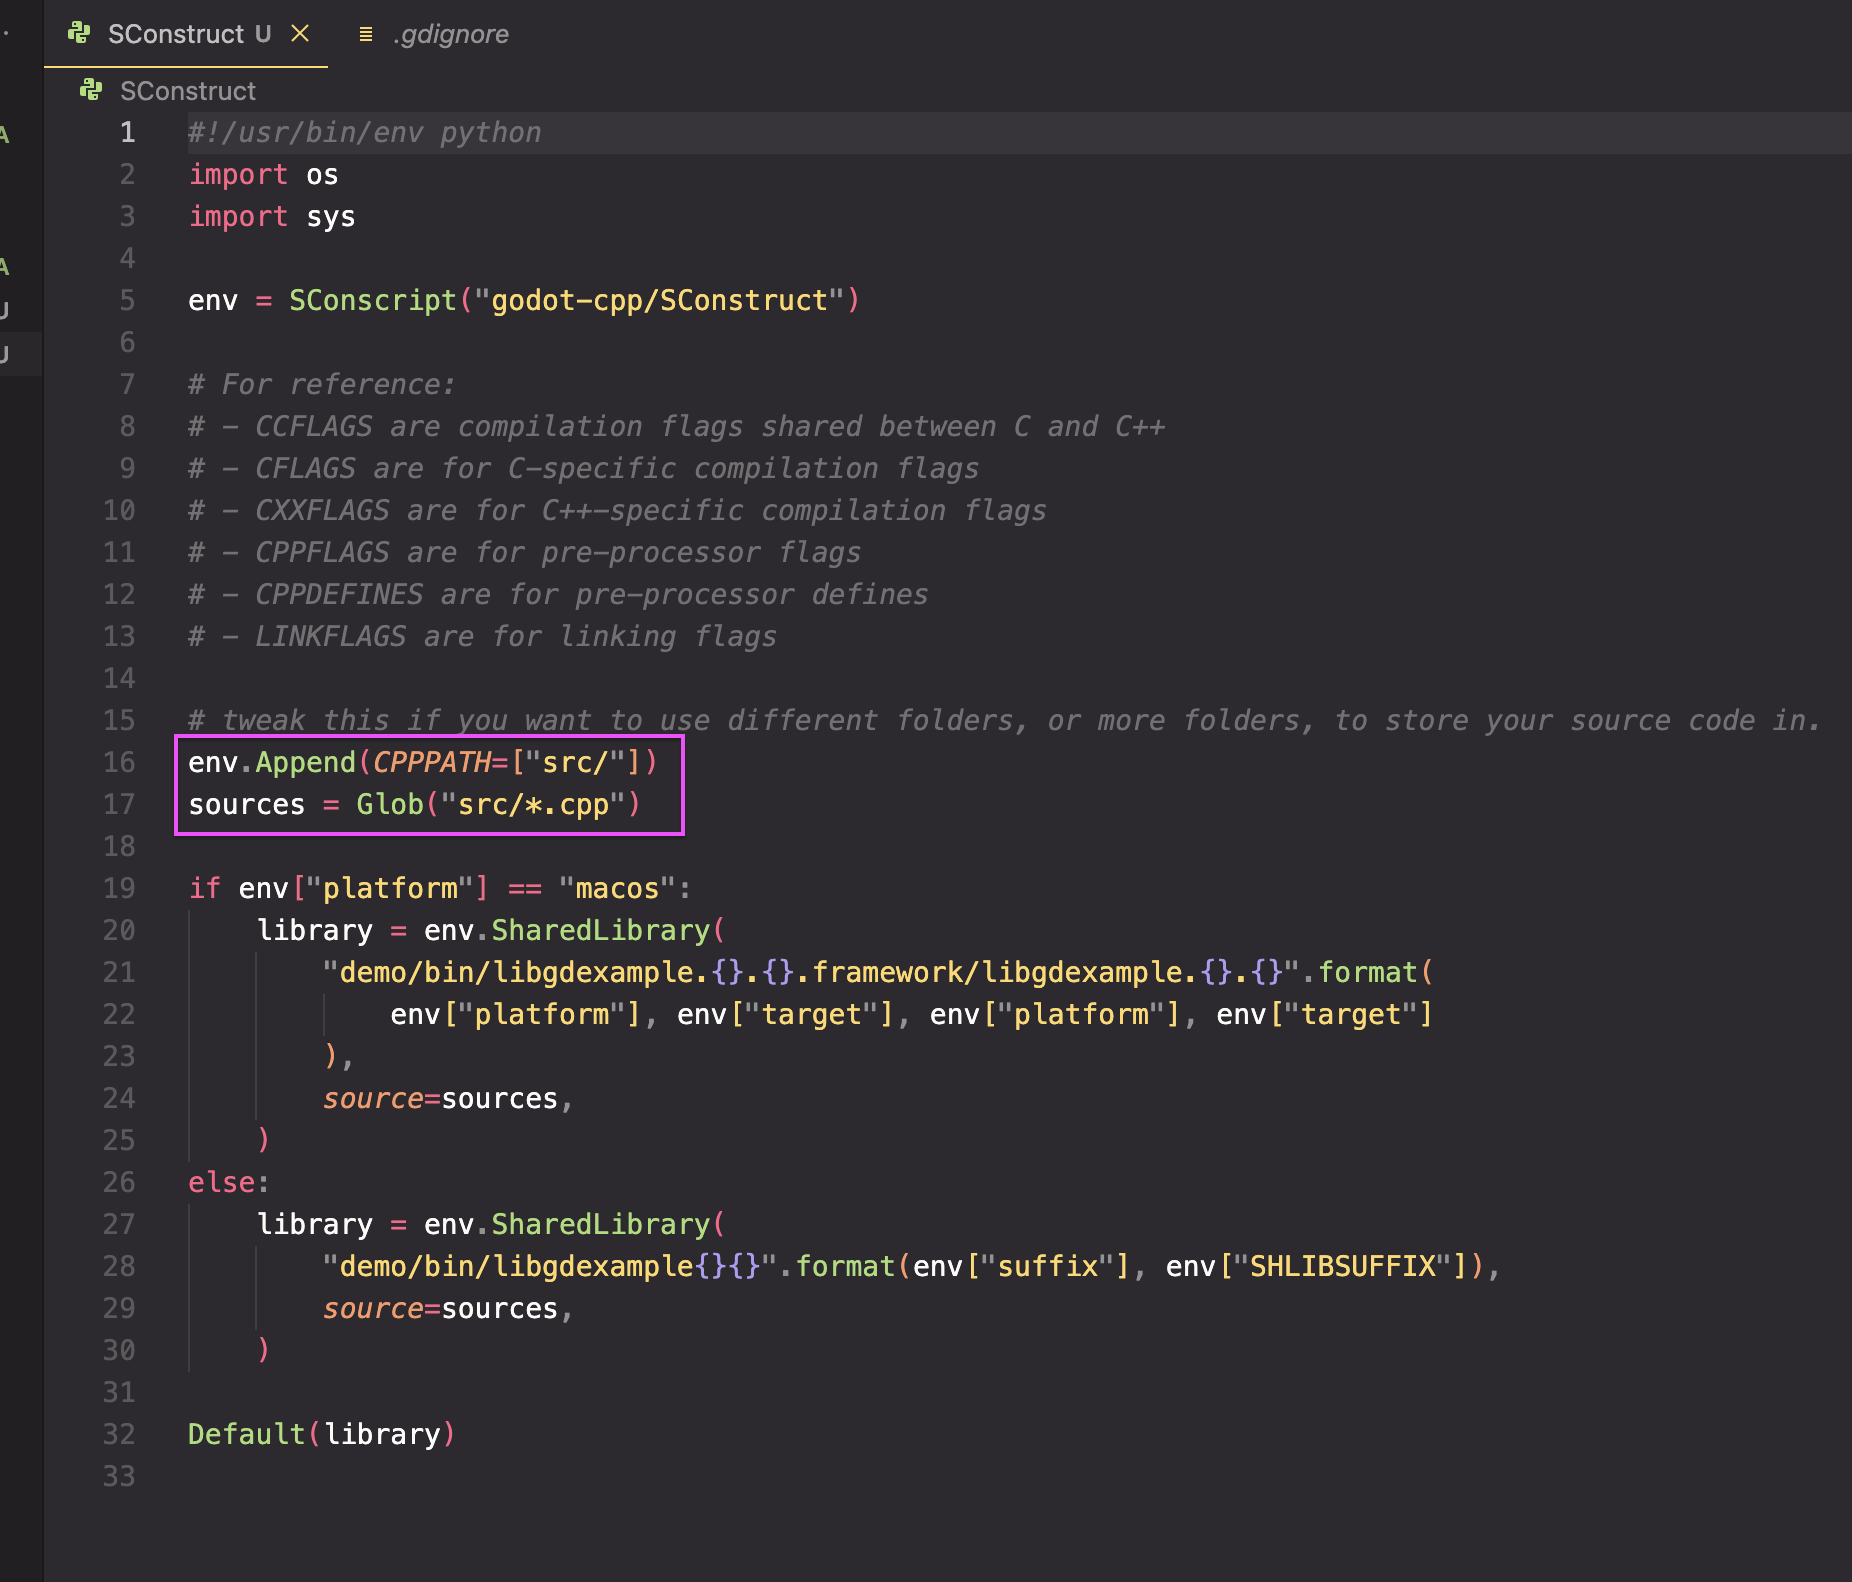 SConstruct U
.gdignore
SConstruct
1 #!/usr/bin/env python
2 import os
3 import sys
4
5 env = SConscript("godot-cpp/SConstruct")
6
7 # For reference:
8 # - CCFLAGS are compilation flags shared between C and C++
9 # - CFLAGS are for C-specific compilation flags
10 # - CXXFLAGS are for C++-specific compilation flags
11 # - CPPFLAGS are for pre-processor flags
12 # - CPPDEFINES are for pre-processor defines
13 # - LINKFLAGS are for linking flags
14
15 # tweak this if you want to use different folders, or more folders, to store your source code in.
16 env.Append(CPPPATH=["src/"])
17 sources = Glob("src/*.cpp")
18
19 if env["platform"] == "macos":
20     library = env.SharedLibrary(
21         "demo/bin/libgdexample.{}.{}.framework/libgdexample.{}.{}".format(
22             env["platform"], env["target"], env["platform"], env["target"]
23         ),
24         source=sources,
25     )
26 else:
27     library = env.SharedLibrary(
28         "demo/bin/libgdexample{}{}".format(env["suffix"], env["SHLIBSUFFIX"]),
29         source=sources,
30     )
31
32 Default(library)
33
A
A
U
U